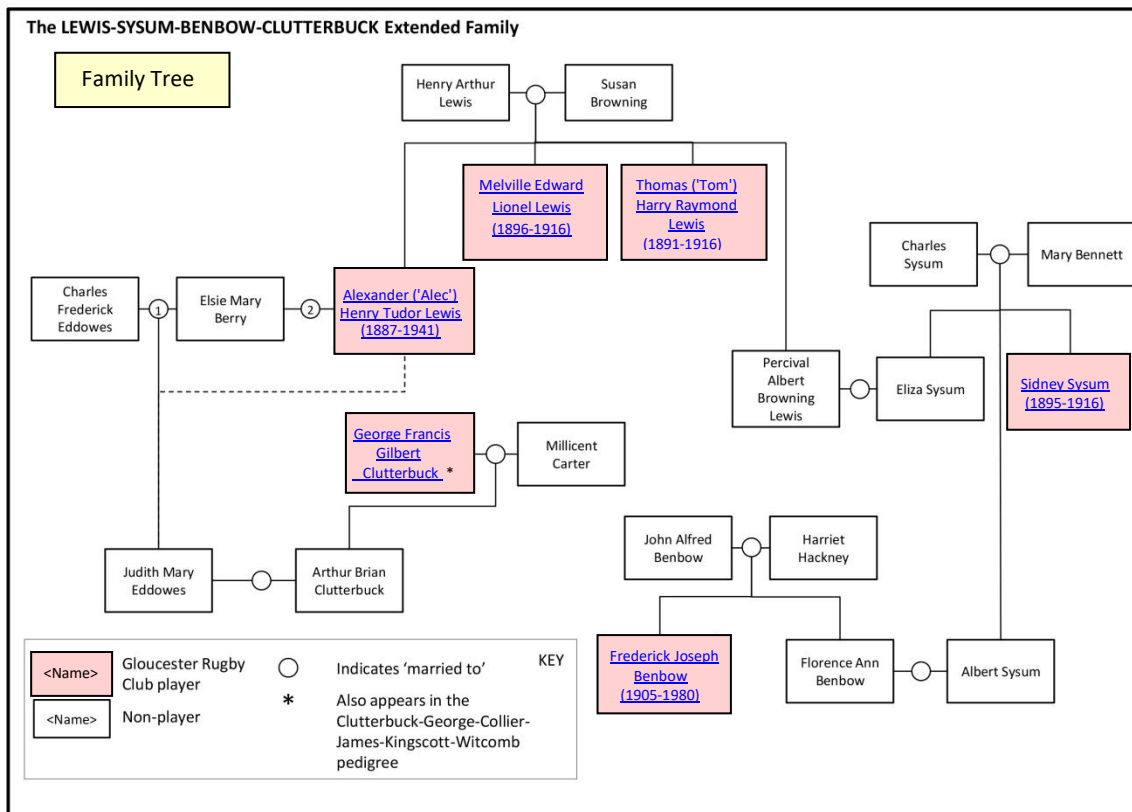 The LEWIS-SYSUM-BENBOW-CLUTTERBUCK Extended Family
Family Tree
Henry Arthur
Lewis
Susan
Browning
Melville Edward
Lionel Lewis
(1896-1916)
Thomas ('Tom')
Harry Raymond
Lewis
(1891-1916)
Charles
Sysum
Mary Bennett
Charles
Frederick
Eddowes
1
Elsie Mary
Berry
2
Alexander ('Alec')
Henry Tudor Lewis
(1887-1941)
Percival
Albert
Browning
Lewis
Eliza Sysum
Sidney Sysum
(1895-1916)
George Francis
Gilbert
Clutterbuck *
Millicent
Carter
John Alfred
Benbow
Harriet
Hackney
Judith Mary
Eddowes
Arthur Brian
Clutterbuck
Frederick Joseph
Benbow
(1905-1980)
Florence Ann
Benbow
Albert Sysum
KEY
<Name>
Gloucester Rugby
Club player
<Name>
Non-player
Indicates ‘married to’
*
Also appears in the
Clutterbuck-George-Collier-
James-Kingscott-Witcomb
pedigree